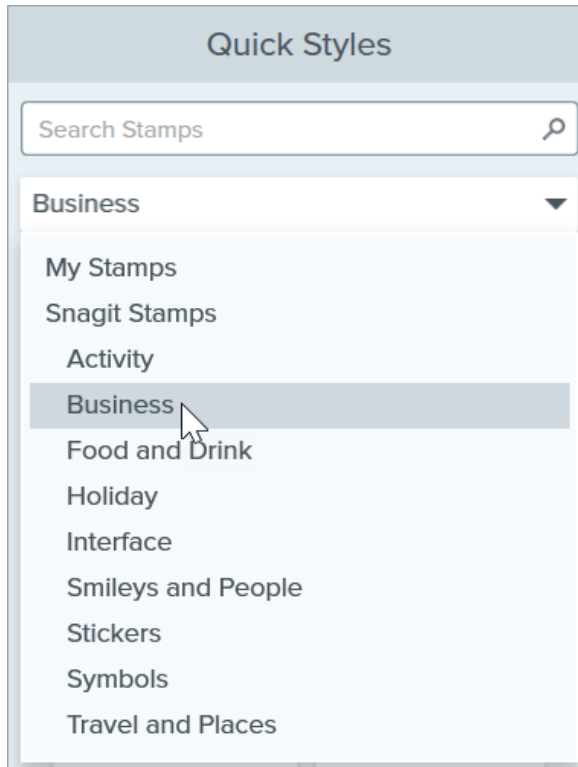 Quick Styles
Search Stamps
Business
My Stamps
Snagit Stamps
Activity
Business
Food and Drink
Holiday
Interface
Smileys and People
Stickers
Symbols
Travel and Places